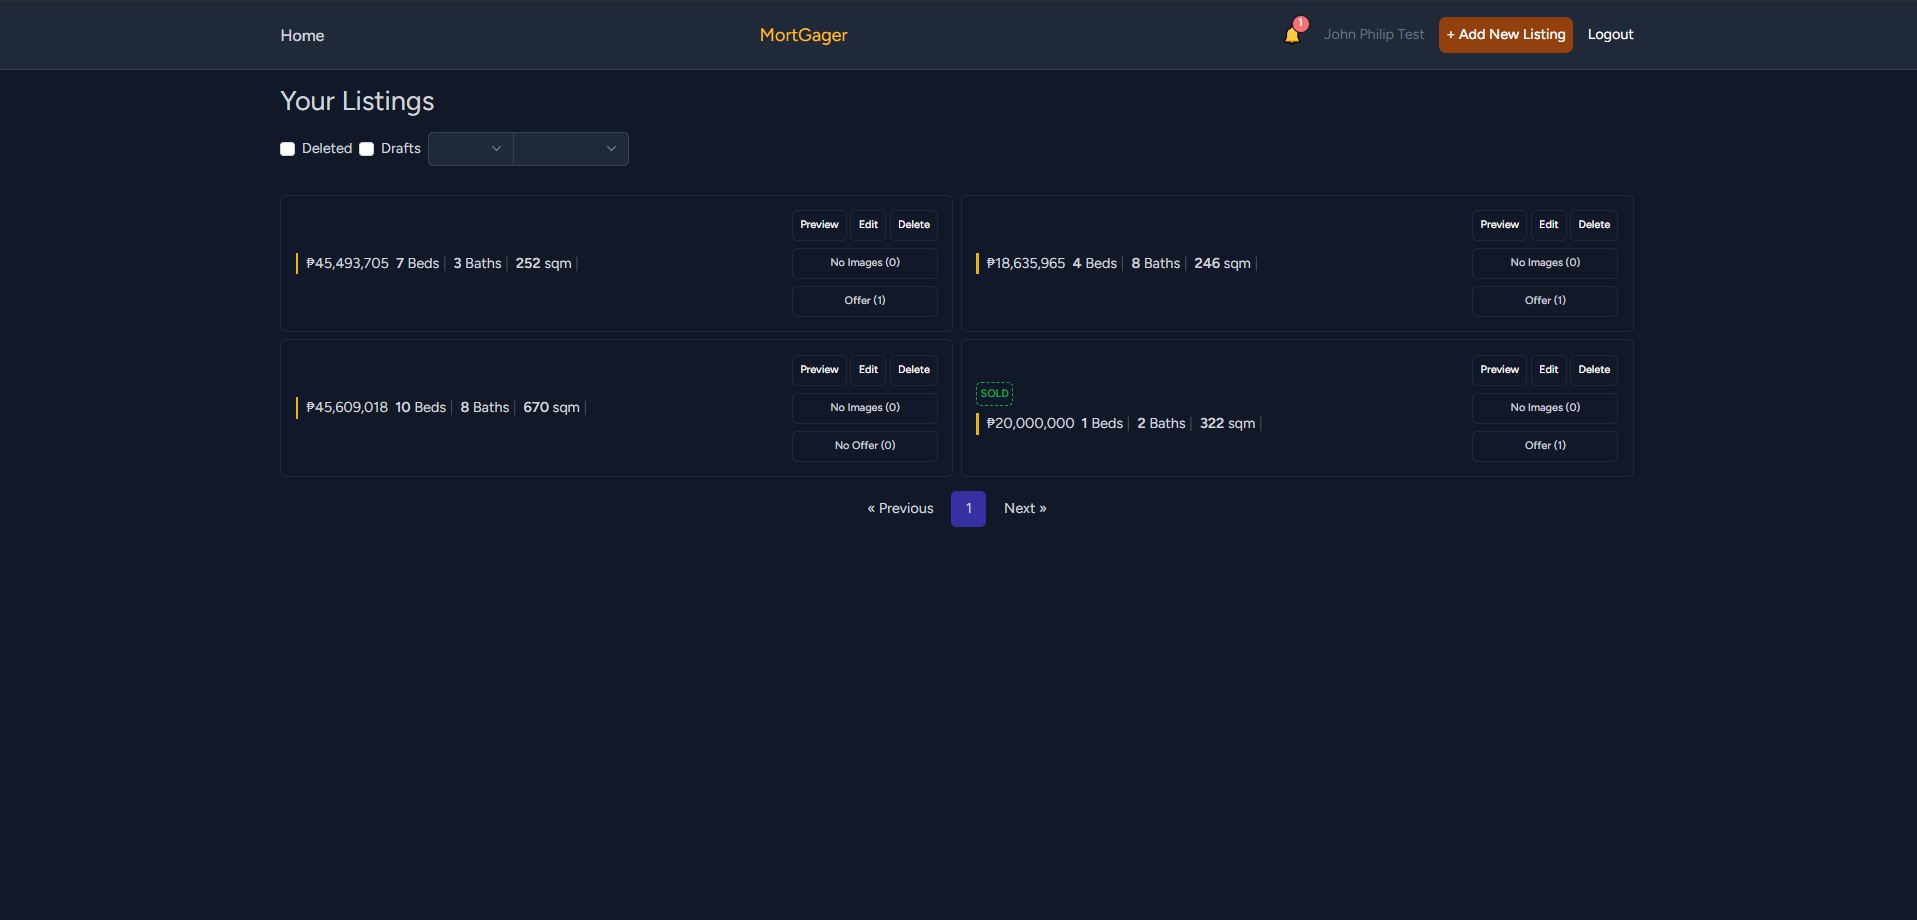 Home
MortGager
1
John Philip Test
+ Add New Listing
Logout
Your Listings
Deleted
Drafts
₱45,493,705 7 Beds | 3 Baths | 252 sqm |
Preview
Edit
Delete
No Images (0)
Offer (1)
₱18,635,965 4 Beds | 8 Baths | 246 sqm |
Preview
Edit
Delete
No Images (0)
Offer (1)
₱45,609,018 10 Beds | 8 Baths | 670 sqm |
Preview
Edit
Delete
No Images (0)
No Offer (0)
SOLD
₱20,000,000 1 Beds | 2 Baths | 322 sqm |
Preview
Edit
Delete
No Images (0)
Offer (1)
« Previous
1
Next »